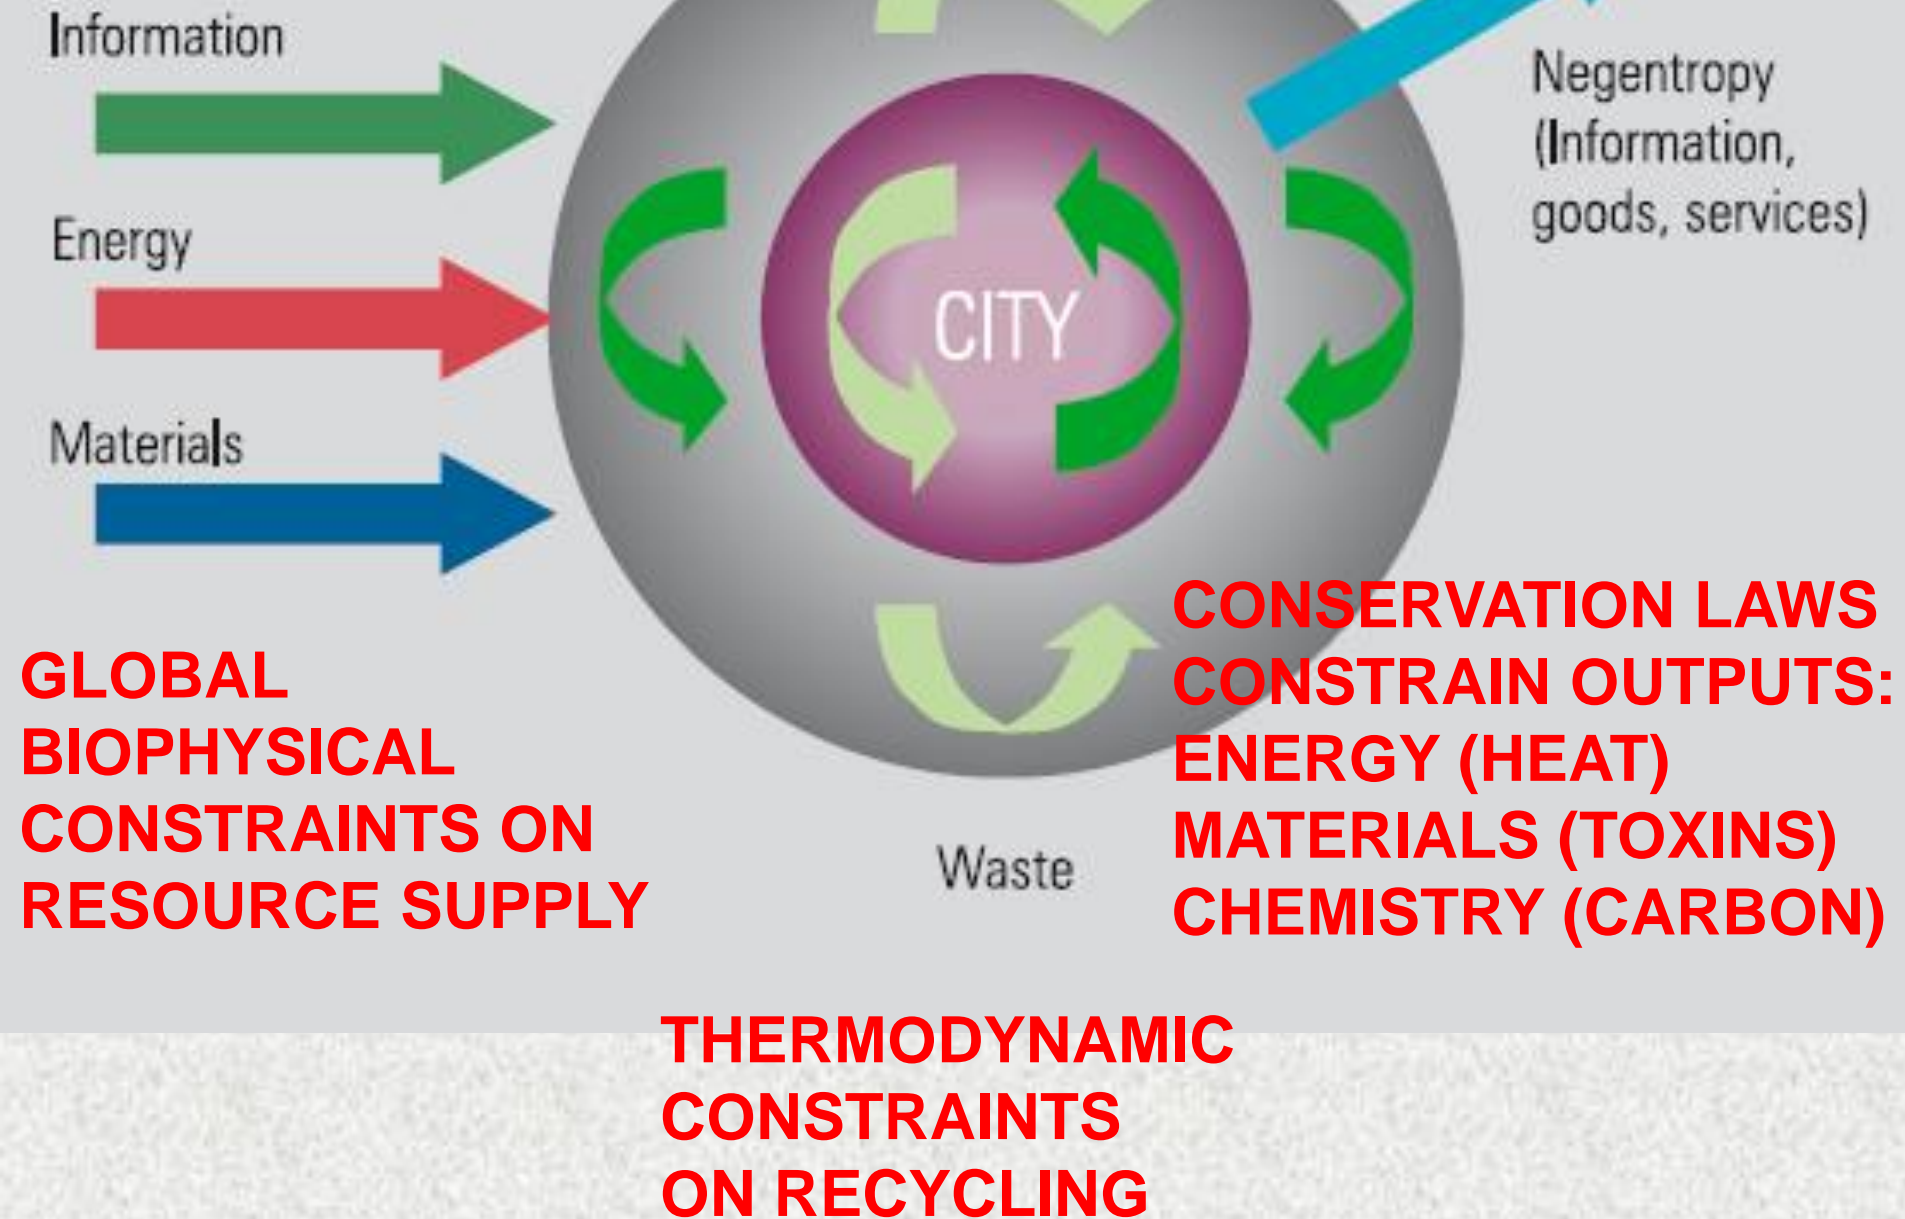 Information
Energy
Materials
CITY
Negentropy
(Information,
goods, services)
GLOBAL
BIOPHYSICAL
CONSTRAINTS ON
RESOURCE SUPPLY
Waste
CONSERVATION LAWS
CONSTRAIN OUTPUTS:
ENERGY (HEAT)
MATERIALS (TOXINS)
CHEMISTRY (CARBON)
THERMODYNAMIC
CONSTRAINTS
ON RECYCLING